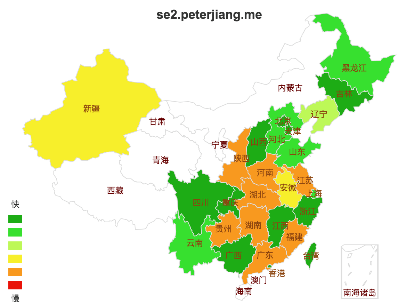 se2.peterjiang.me
黑龙江
内蒙古
吉林
新疆
辽宁
甘肃
北京
天津
宁夏
山西
河北
青海
陕西
山东
河南
江苏
西藏
安徽
四川
湖北
上海
重庆
浙江
快
贵州
湖南
江西
云南
福建
广西
广东
台湾
香港
澳门
海南
南海诸岛
慢